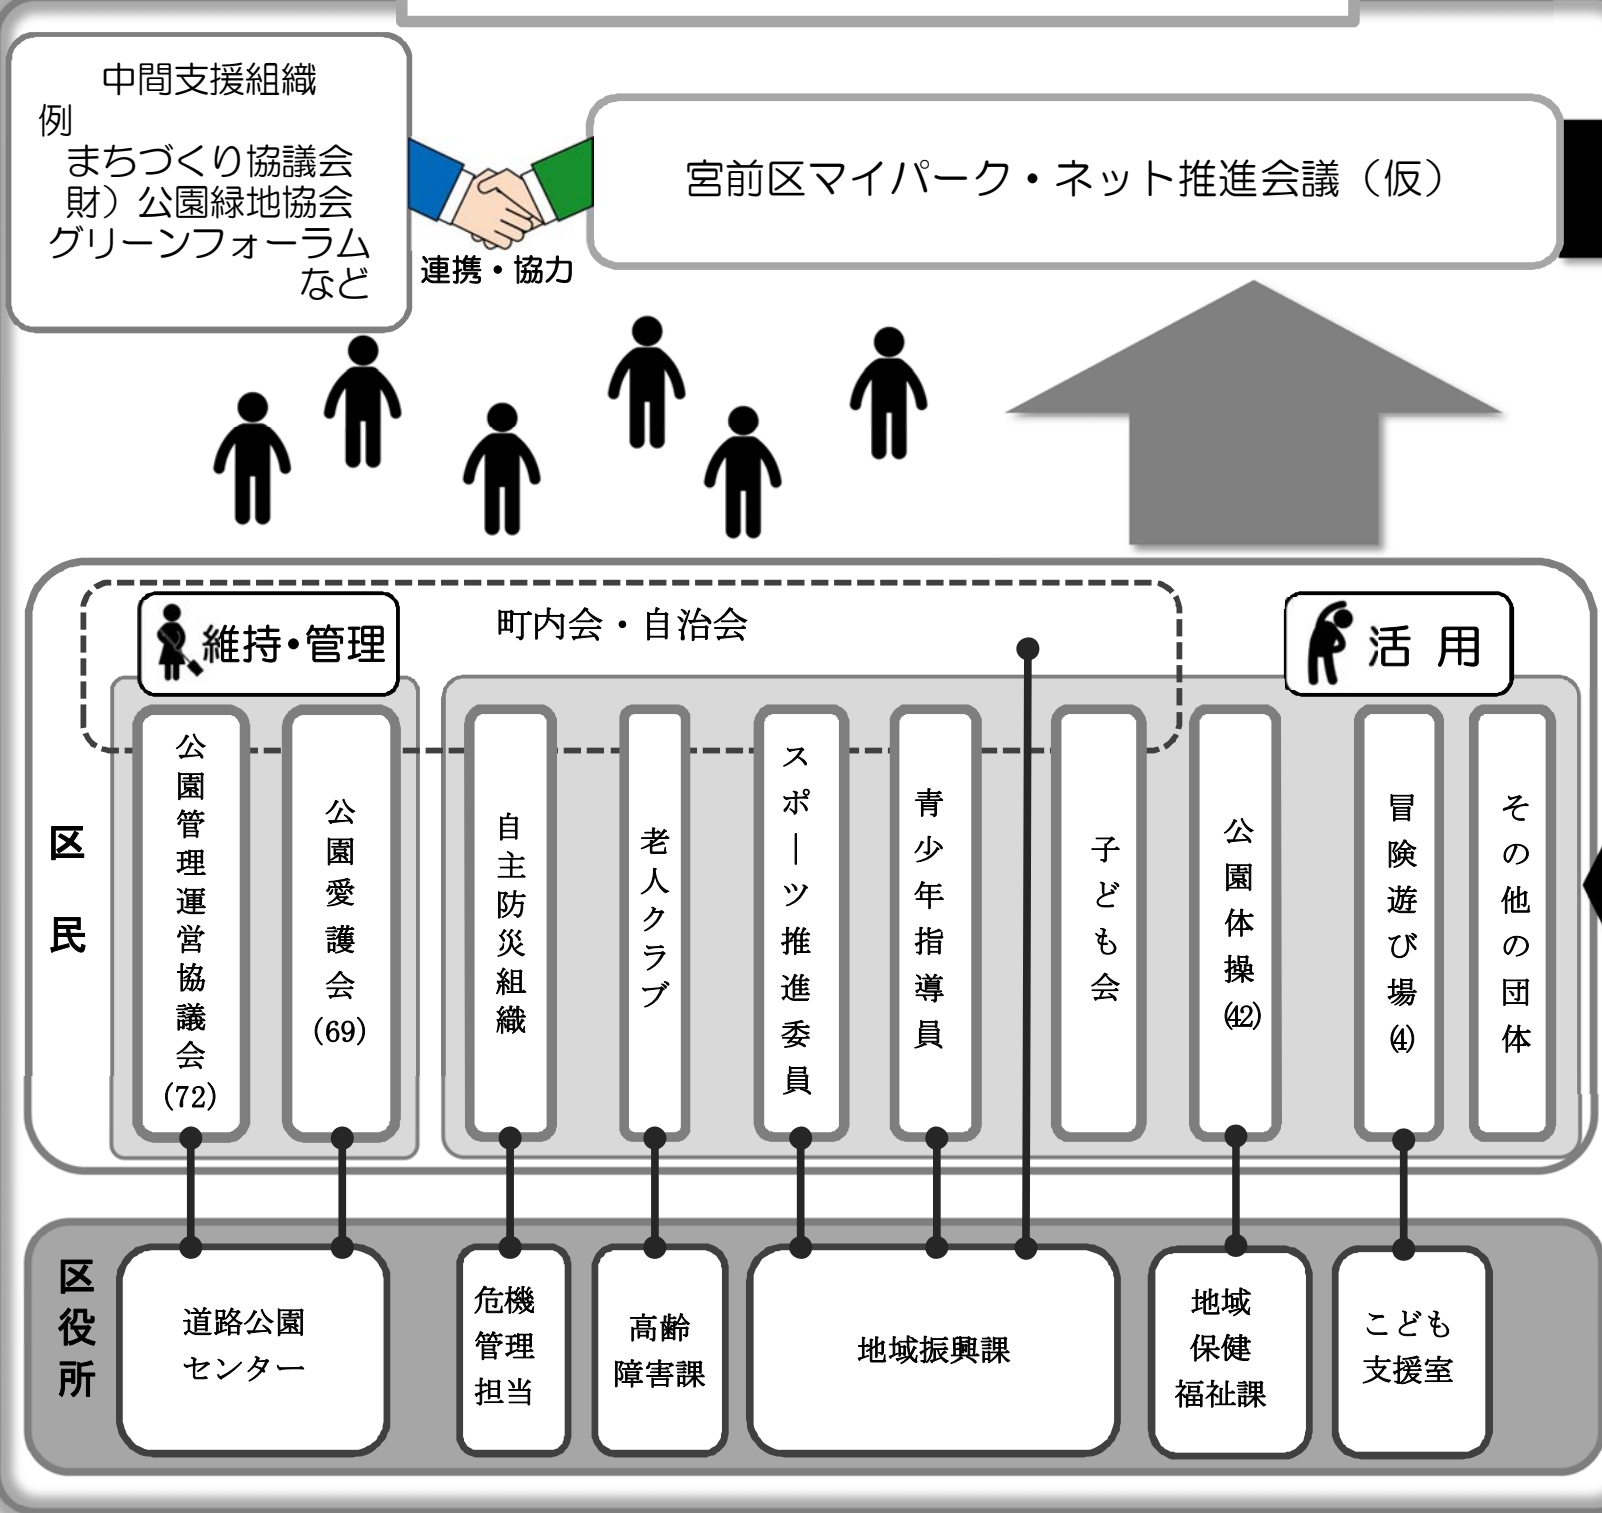 中間支援組織
例
まちづくり協議会
財）公園緑地協会
グリーンフォーラム
など
連携・協力
宮前区マイパーク・ネット推進会議（仮）
維持・管理
町内会・自治会
活用
区民
公園管理運営協議会(72)
公園愛護会(69)
自主防災組織
老人クラブ
スポーツ推進委員
青少年指導員
子ども会
公園体操(42)
冒険遊び場(4)
その他の団体
区役所
道路公園
センター
危機
管理
担当
高齢
障害課
地域振興課
地域
保健
福祉課
こども
支援室